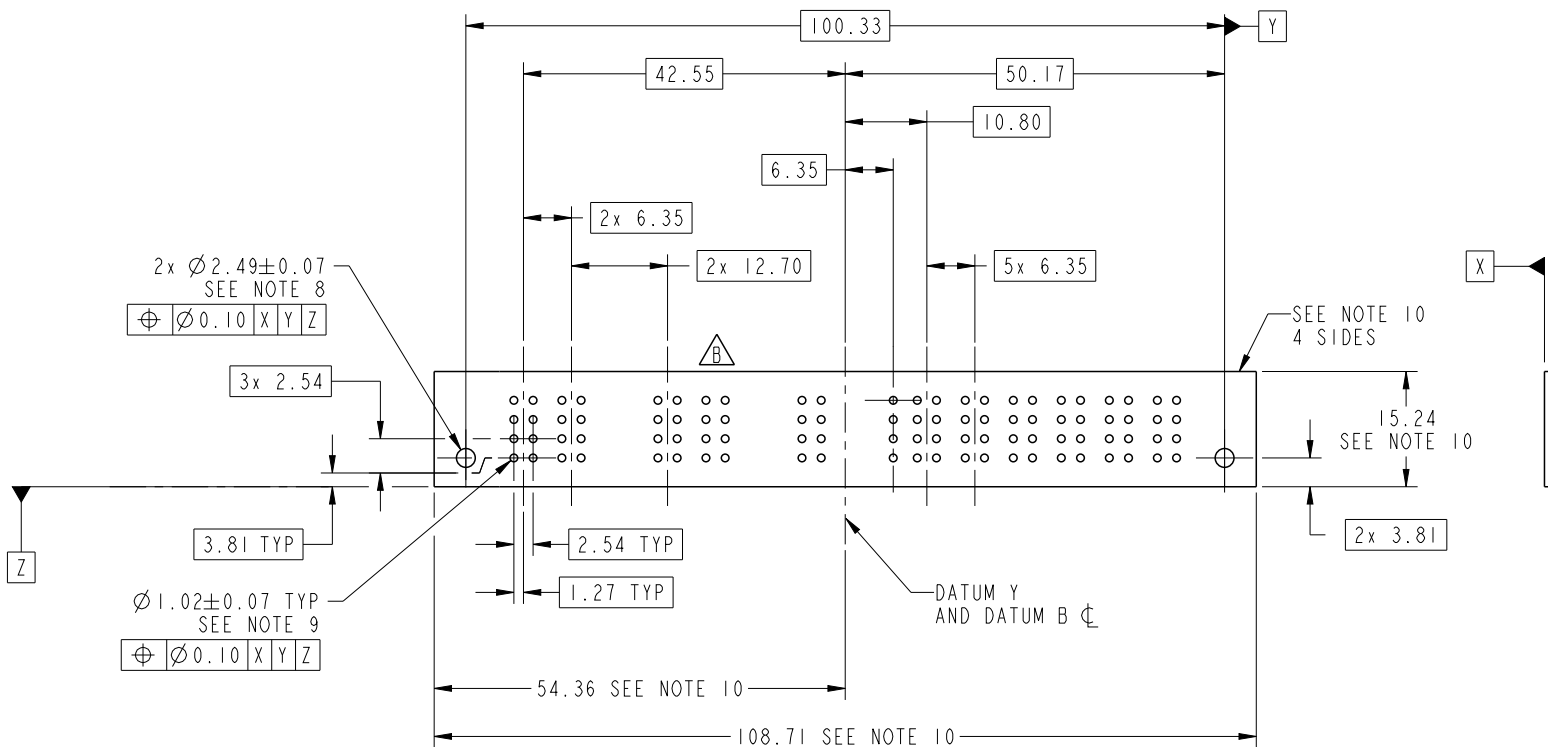 100.33
Y
42.55
50.17
10.80
6.35
2x 6.35
2x 12.70
5x 6.35
X
2x Ø2.49±0.07
SEE NOTE 8
⌖ Ø0.10 X Y Z
SEE NOTE 10
4 SIDES
B
3x 2.54
15.24
SEE NOTE 10
3.81 TYP
2.54 TYP
2x 3.81
Z
1.27 TYP
Ø1.02±0.07 TYP
SEE NOTE 9
⌖ Ø0.10 X Y Z
DATUM Y
AND DATUM B ℄
54.36 SEE NOTE 10
108.71 SEE NOTE 10